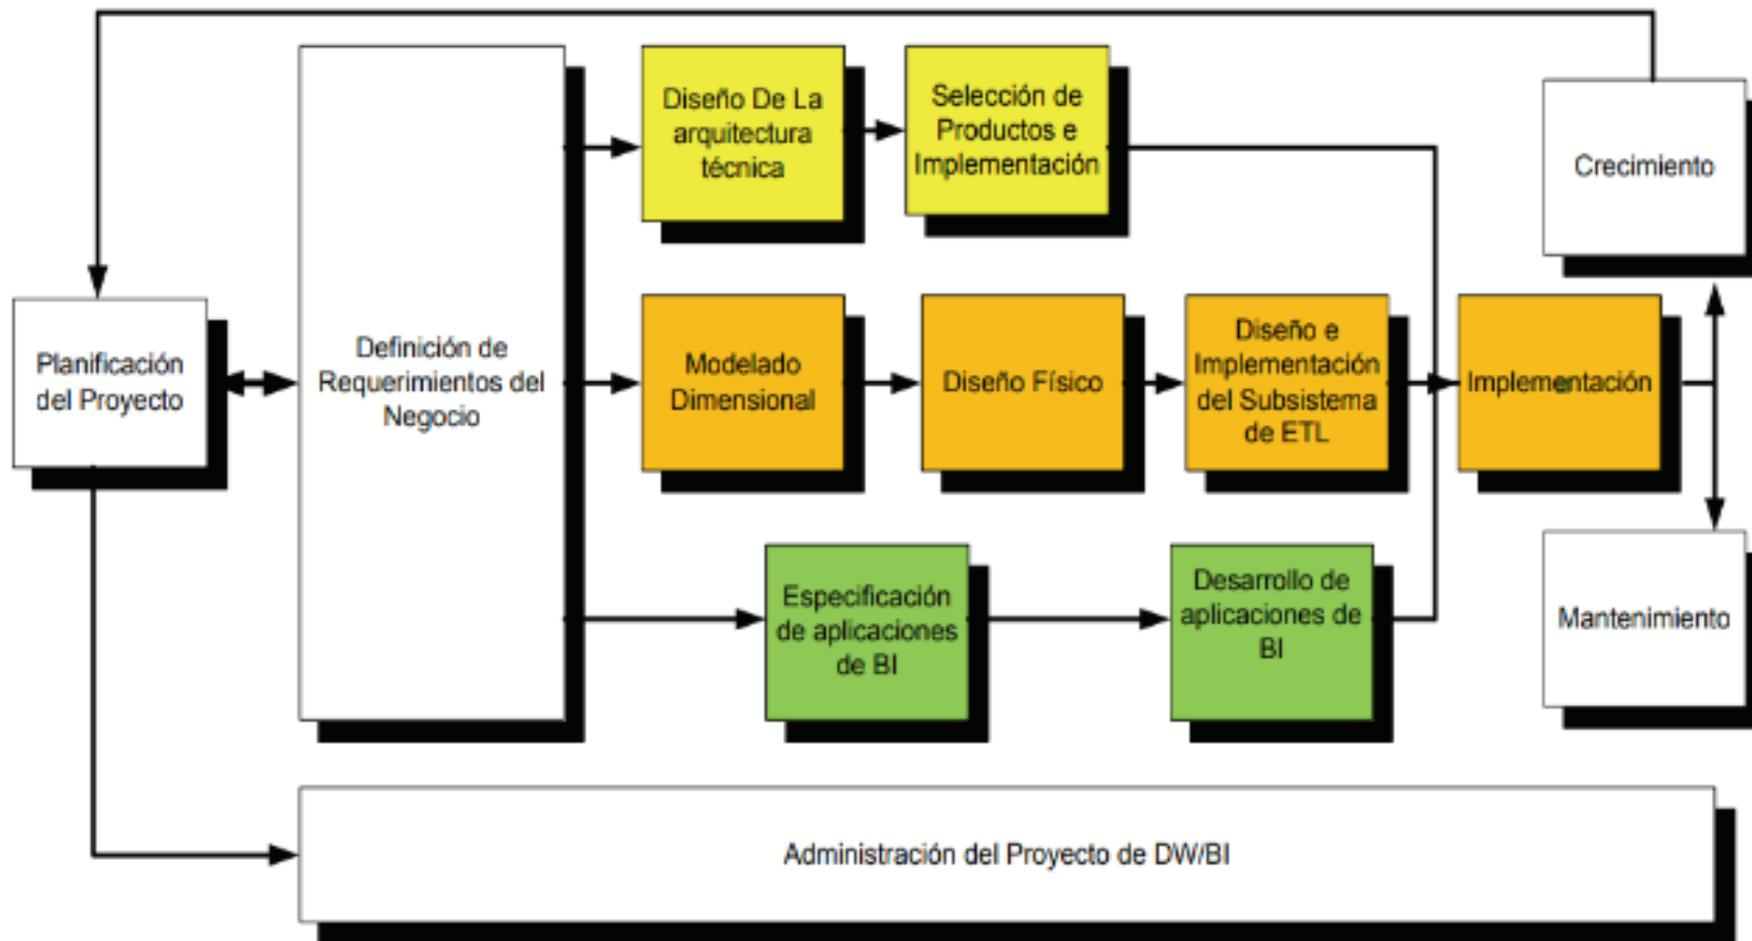 Diseño De La
arquitectura
técnica
Selección de
Productos e
Implementación
Crecimiento
Planificación
del Proyecto
Definición de
Requerimientos del
Negocio
Modelado
Dimensional
Diseño Físico
Diseño e
Implementación
del Subsistema
de ETL
Implementación
Especificación
de aplicaciones
de BI
Desarrollo de
aplicaciones de
BI
Mantenimiento
Administración del Proyecto de DW/BI